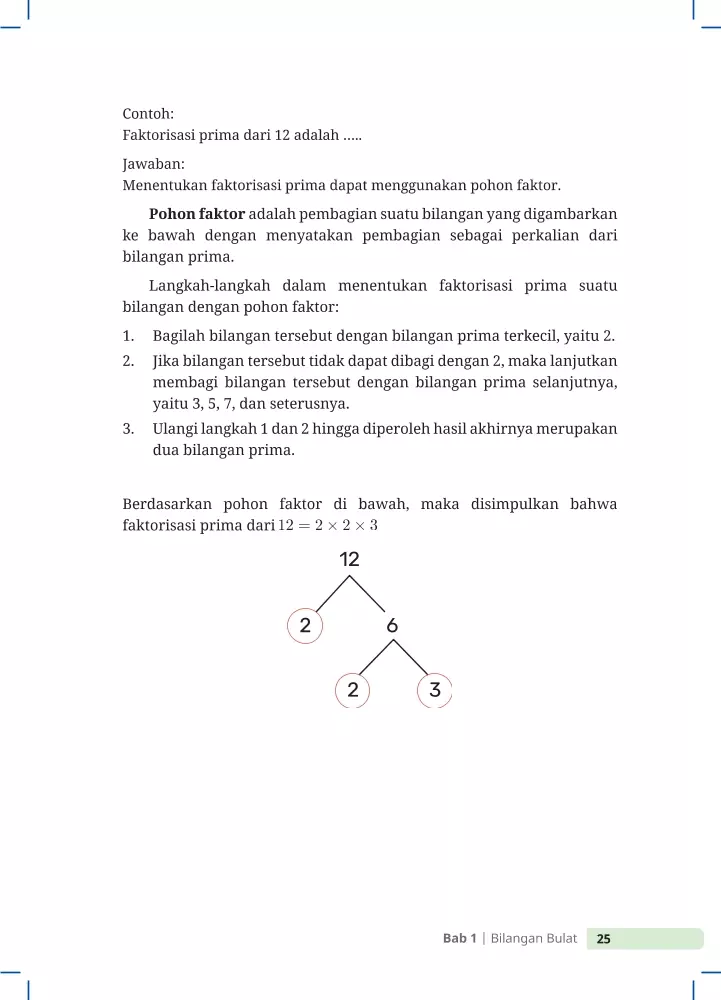 Contoh:
Faktorisasi prima dari 12 adalah …..
Jawaban:
Menentukan faktorisasi prima dapat menggunakan pohon faktor.
Pohon faktor adalah pembagian suatu bilangan yang digambarkan
ke bawah dengan menyatakan pembagian sebagai perkalian dari
bilangan prima.
Langkah-langkah dalam menentukan faktorisasi prima suatu
bilangan dengan pohon faktor:
1. Bagilah bilangan tersebut dengan bilangan prima terkecil, yaitu 2.
2. Jika bilangan tersebut tidak dapat dibagi dengan 2, maka lanjutkan
membagi bilangan tersebut dengan bilangan prima selanjutnya,
yaitu 3, 5, 7, dan seterusnya.
3. Ulangi langkah 1 dan 2 hingga diperoleh hasil akhirnya merupakan
dua bilangan prima.
Berdasarkan pohon faktor di bawah, maka disimpulkan bahwa
faktorisasi prima dari 12 = 2 × 2 × 3
12
2 6
2 3
Bab 1 | Bilangan Bulat 25